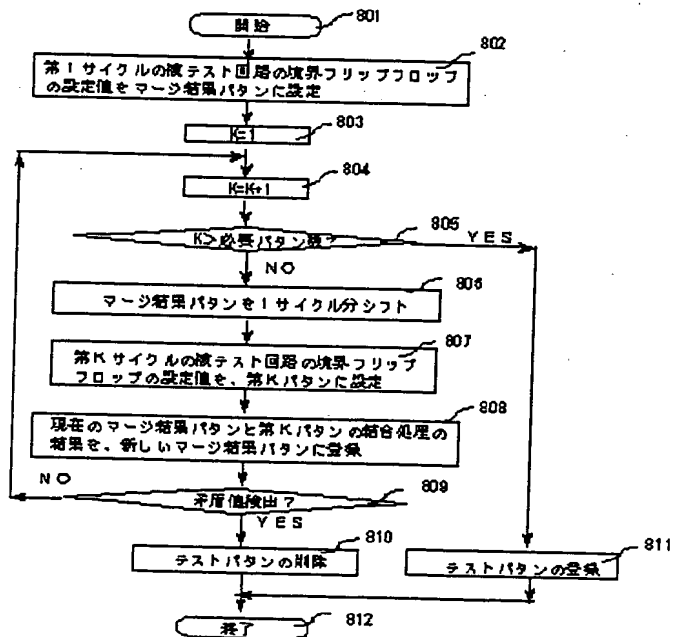 開始
801
802
第1サイクルの被テスト回路の境界フリップフロップ
の設定値をマージ結果パタンに設定
803
K=1
804
K=K+1
805
K>必要パタン数?
YES
NO
806
マージ結果パタンを1サイクル分シフト
807
第Kサイクルの被テスト回路の境界フリップ
フロップの設定値を、第Kパタンに設定
808
現在のマージ結果パタンと第Kパタンの結合処理の
結果を、新しいマージ結果パタンに登録
NO
809
矛盾値検出?
YES
810
テストパタンの削除
811
テストパタンの登録
812
終了